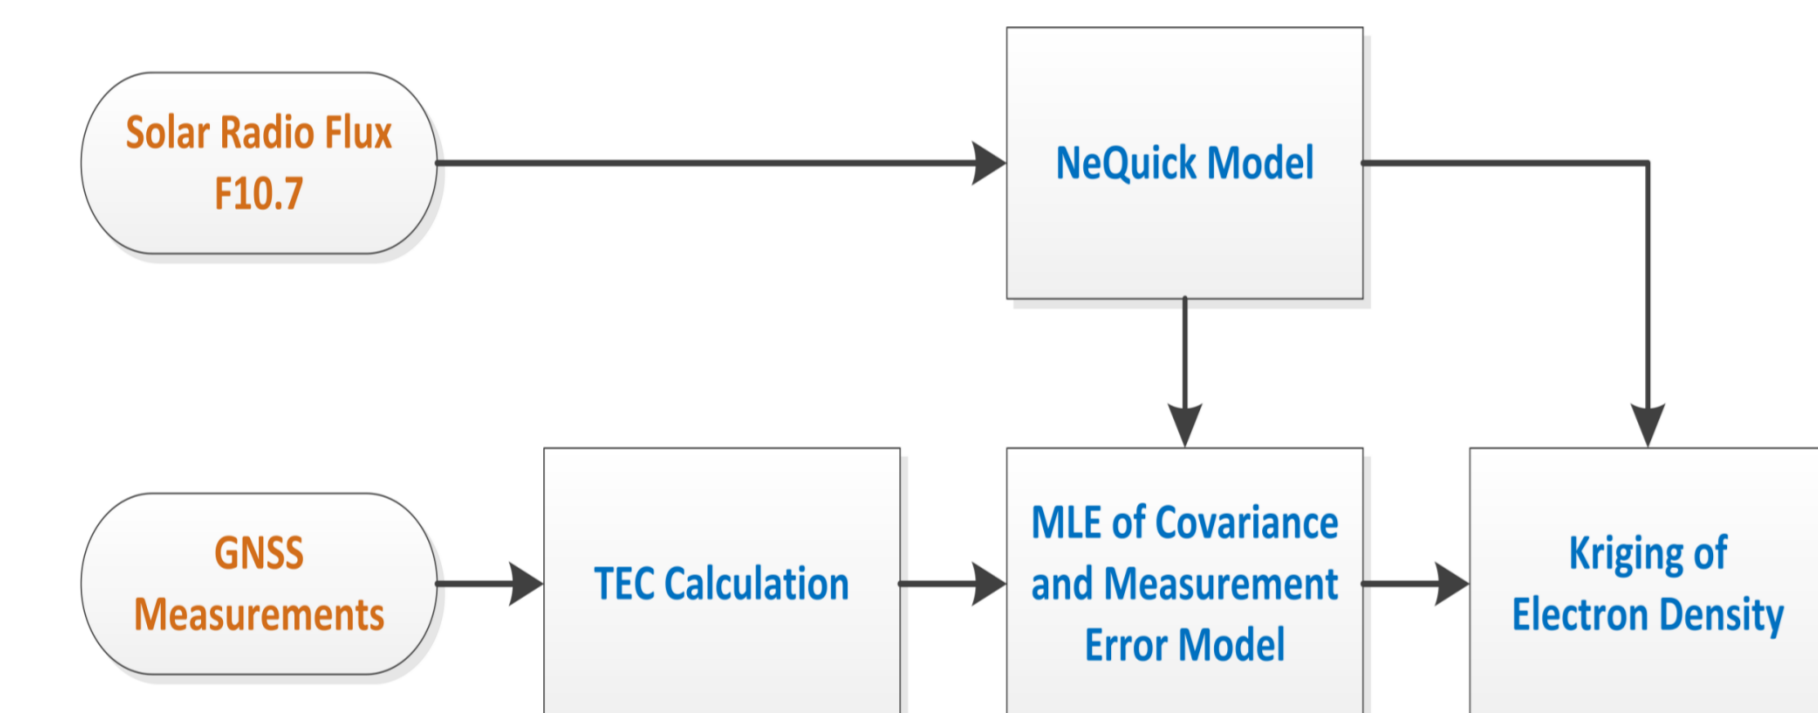 Solar Radio Flux
F10.7
NeQuick Model
GNSS
Measurements
TEC Calculation
MLE of Covariance
and Measurement
Error Model
Kriging of
Electron Density